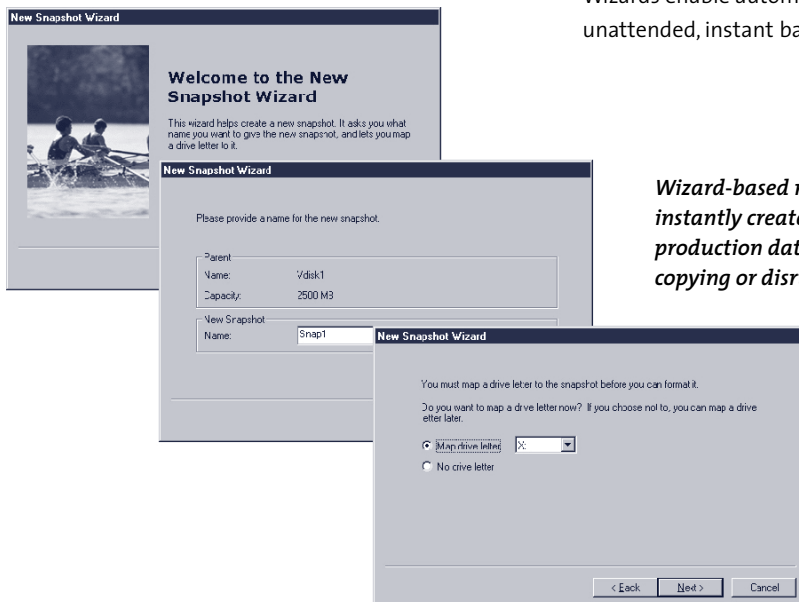 Wizards enable autom
unattended, instant ba
New Snapshot Wizard
Welcome to the New
Snapshot Wizard
This wizard helps create a new snapshot. It asks you what
name you want to give the new snapshot, and lets you map
a drive letter to it.
New Snapshot Wizard
Please provide a name for the new snapshot.
Parent
Name: Vdisk1
Capacity: 2500 MB
New Snapshot
Name: Snap1
Wizard-based
instantly create
production dat
copying or disr
New Snapshot Wizard
You must map a drive letter to the snapshot before you can format it.
Do you want to map a drive letter now? If you choose not to, you can map a drive
letter later.
Map drive letter X:
No drive letter
< Back Next > Cancel